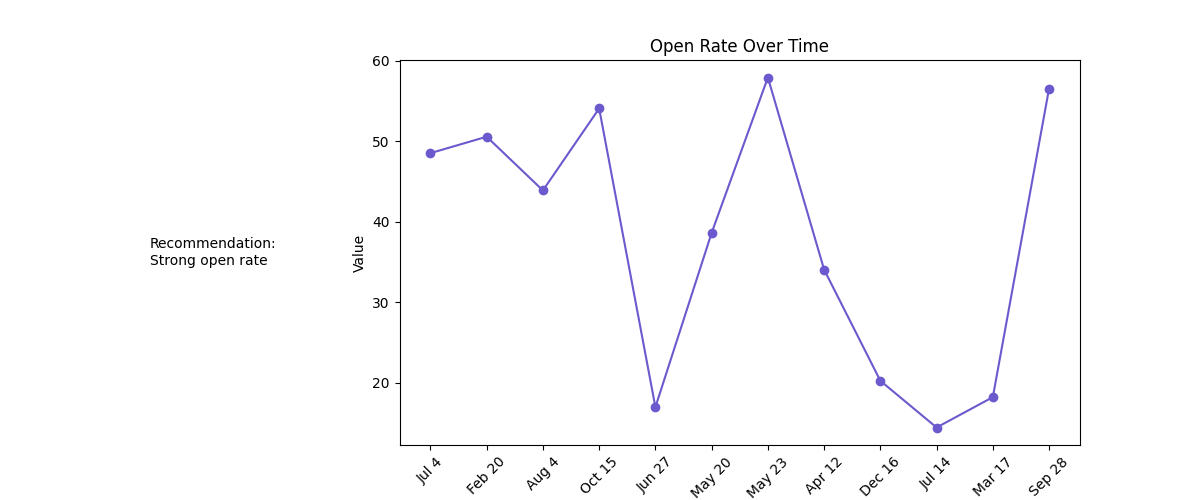 Open Rate Over Time
Recommendation:
Strong open rate
Value
60
50
40
30
20
Jul 4
Feb 20
Aug 4
Oct 15
Jun 27
May 20
May 23
Apr 12
Dec 16
Jul 14
Mar 17
Sep 28